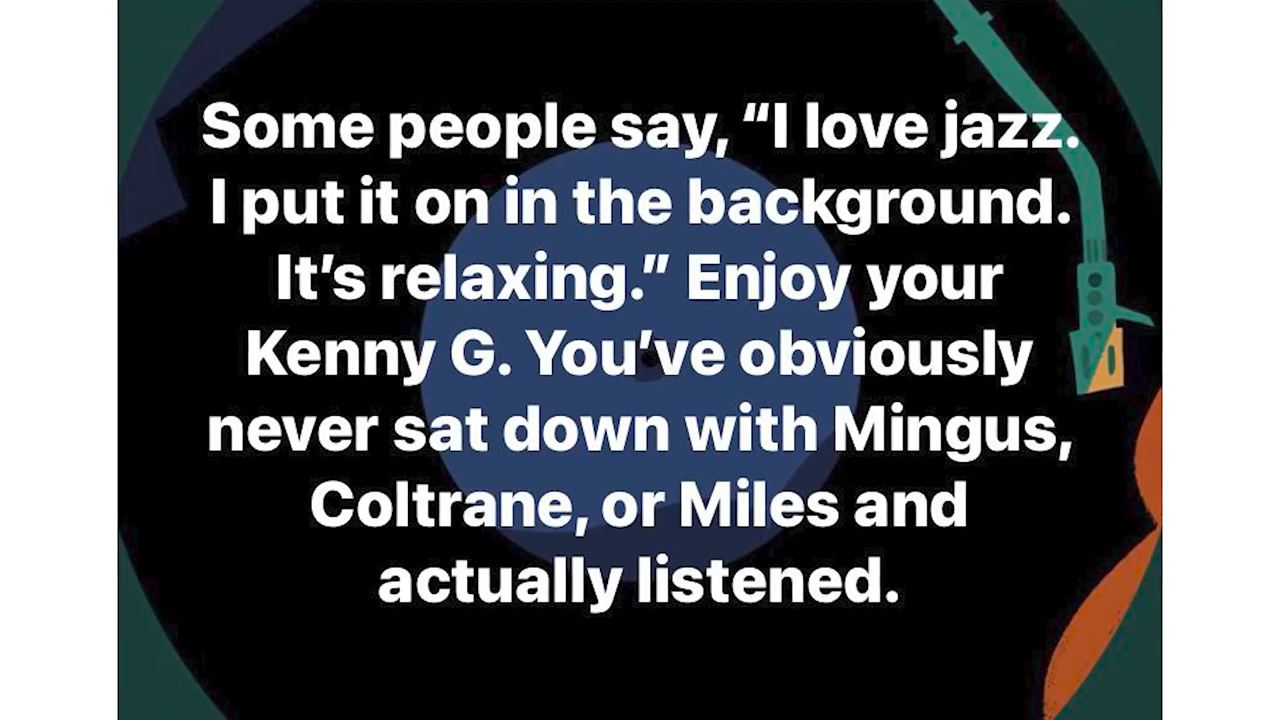 Some people say, “I love jazz.
I put it on in the background.
It’s relaxing.” Enjoy your
Kenny G. You’ve obviously
never sat down with Mingus,
Coltrane, or Miles and
actually listened.